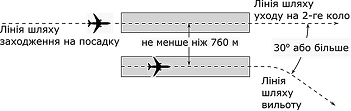 Лінія шляху
заходження на посадку
Лінія шляху
уходу на 2-ге коло
не менше ніж 760 м
30º або більше
Лінія
шляху
вильоту